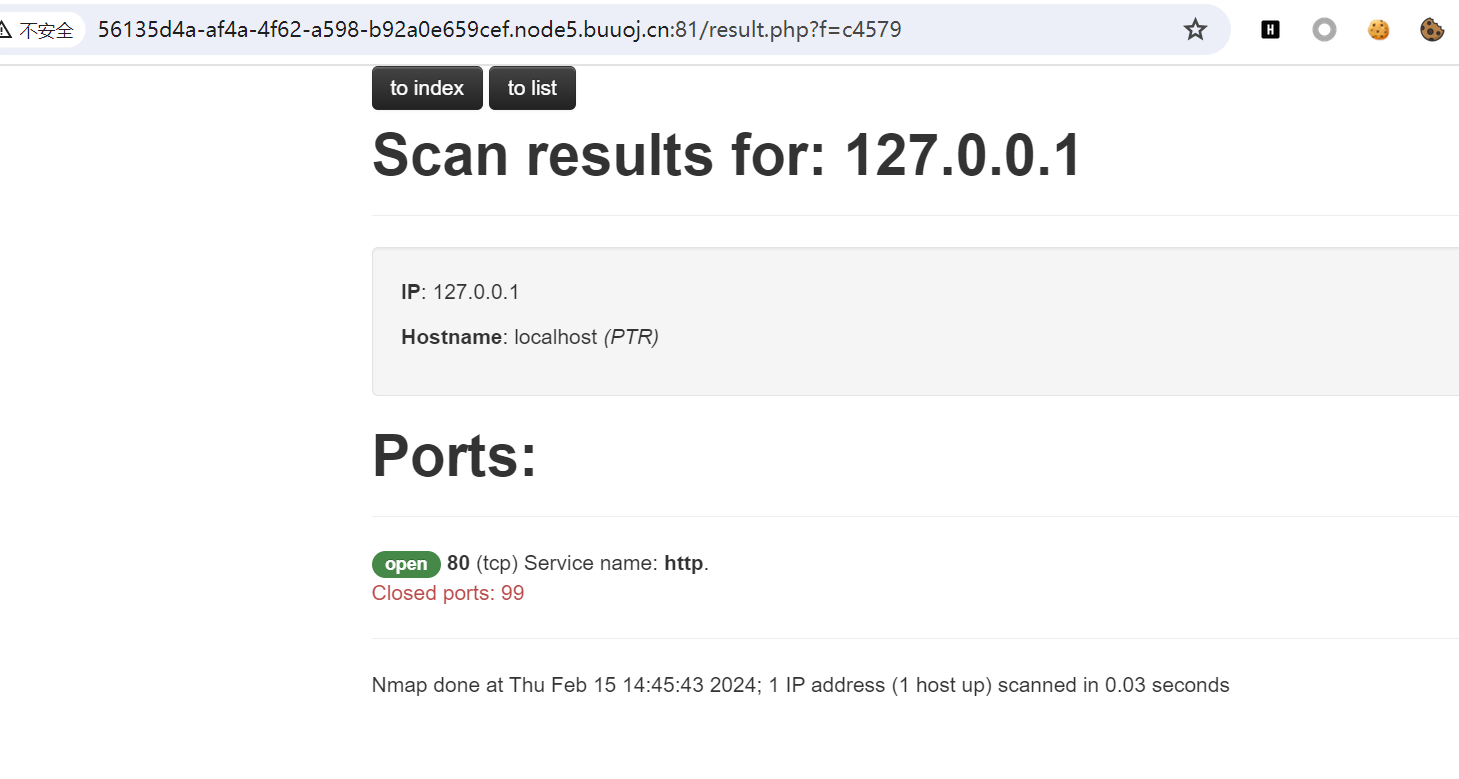 不安全 56135d4a-af4a-4f62-a598-b92a0e659cef.node5.buuoj.cn:81/result.php?f=c4579
H
to index to list
Scan results for: 127.0.0.1
IP: 127.0.0.1
Hostname: localhost (PTR)
Ports:
open 80 (tcp) Service name: http.
Closed ports: 99
Nmap done at Thu Feb 15 14:45:43 2024; 1 IP address (1 host up) scanned in 0.03 seconds